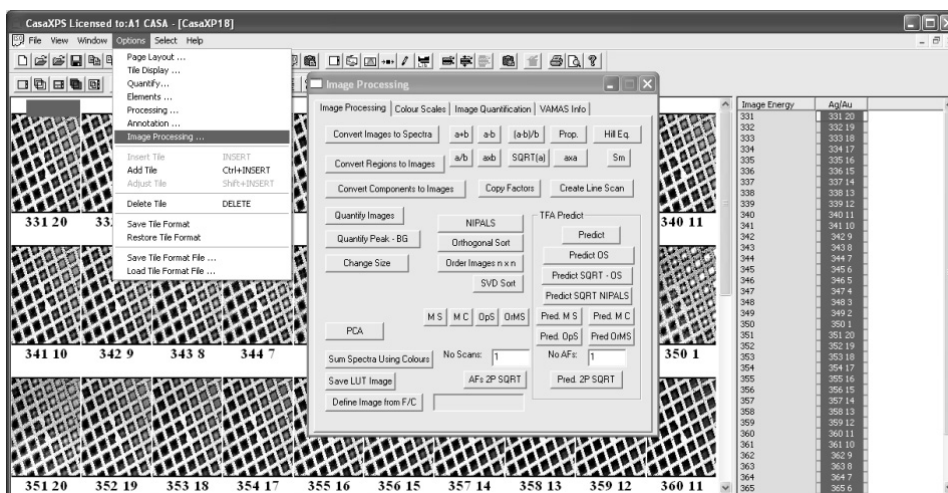 CasaXPS Licensed to:A1 CASA - [CasaXP18]
File View Window Options Select Help
Page Layout ...
Tile Display ...
Quantify...
Elements ...
Processing ...
Annotation ...
Image Processing ...
Insert Tile INSERT
Add Tile Ctrl+INSERT
Adjust Tile Shift+INSERT
Delete Tile DELETE
Save Tile Format
Restore Tile Format
Save Tile Format File ...
Load Tile Format File ...
Image Processing
Image Processing Colour Scales Image Quantification VAMAS Info
Convert Images to Spectra a+b a-b (a-b)/b Prop. Hill Eq.
Convert Regions to Images a/b axb SQRT(a) axa Sm
Convert Components to Images Copy Factors Create Line Scan
Quantify Images
Quantify Peak - BG
Change Size
NIPALS
Orthogonal Sort
Order Images n x n
SVD Sort
TFA Predict
Predict
Predict OS
Predict SQRT - OS
Predict SQRT NIPALS
M S M C OpS OrMS Pred. M S Pred. M C
PCA Pred. OpS Pred OrMS
Sum Spectra Using Colours No Scans: 1 No AFs: 1
Save LUT Image AFs 2P SQRT Pred. 2P SQRT
Define Image from F/C
331 20 340 11
341 10 342 9 343 8 344 7 350 1
351 20 352 19 353 18 354 17 355 16 356 15 357 14 358 13 359 12 360 11
Image Energy Ag/Au
331 331 20
332 332 19
333 333 18
334 334 17
335 335 16
336 336 15
337 337 14
338 338 13
339 339 12
340 340 11
341 341 10
342 342 9
343 343 8
344 344 7
345 345 6
346 346 5
347 347 4
348 348 3
349 349 2
350 350 1
351 351 20
352 352 19
353 353 18
354 354 17
355 355 16
356 356 15
357 357 14
358 358 13
359 359 12
360 360 11
361 361 10
362 362 9
363 363 8
364 364 7
365 365 6